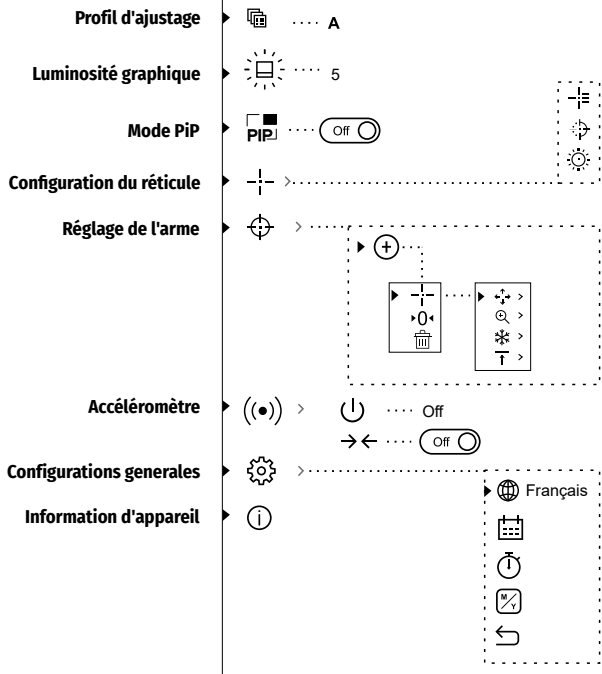 Profil d'ajustage A
Luminosité graphique 5
Mode PiP PIP Off
Configuration du réticule
Réglage de l'arme
0
Accéléromètre Off
Off
Configurations generales
Français
Information d'appareil
M/Y